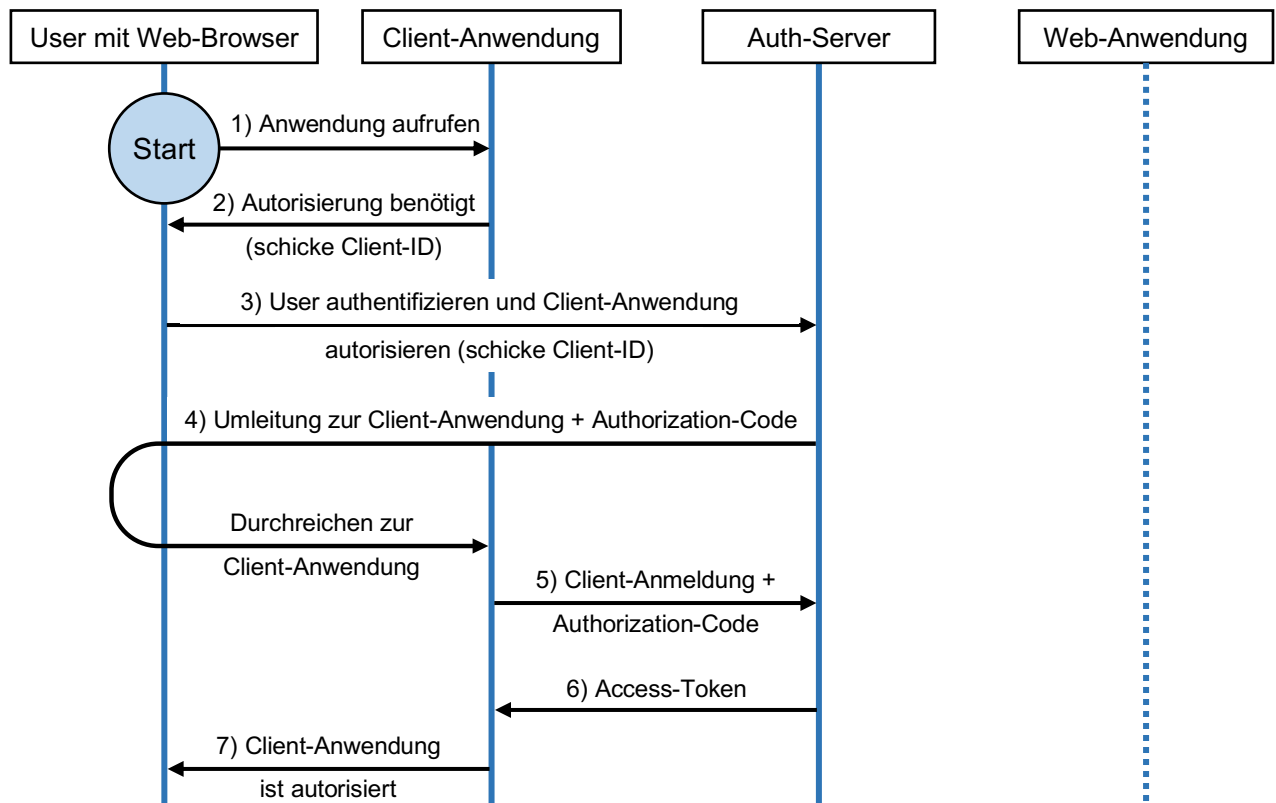 User mit Web-Browser
Client-Anwendung
Auth-Server
Web-Anwendung
Start
1) Anwendung aufrufen
2) Autorisierung benötigt
(schicke Client-ID)
3) User authentifizieren und Client-Anwendung
autorisieren (schicke Client-ID)
4) Umleitung zur Client-Anwendung + Authorization-Code
Durchreichen zur
Client-Anwendung
5) Client-Anmeldung +
Authorization-Code
6) Access-Token
7) Client-Anwendung
ist autorisiert